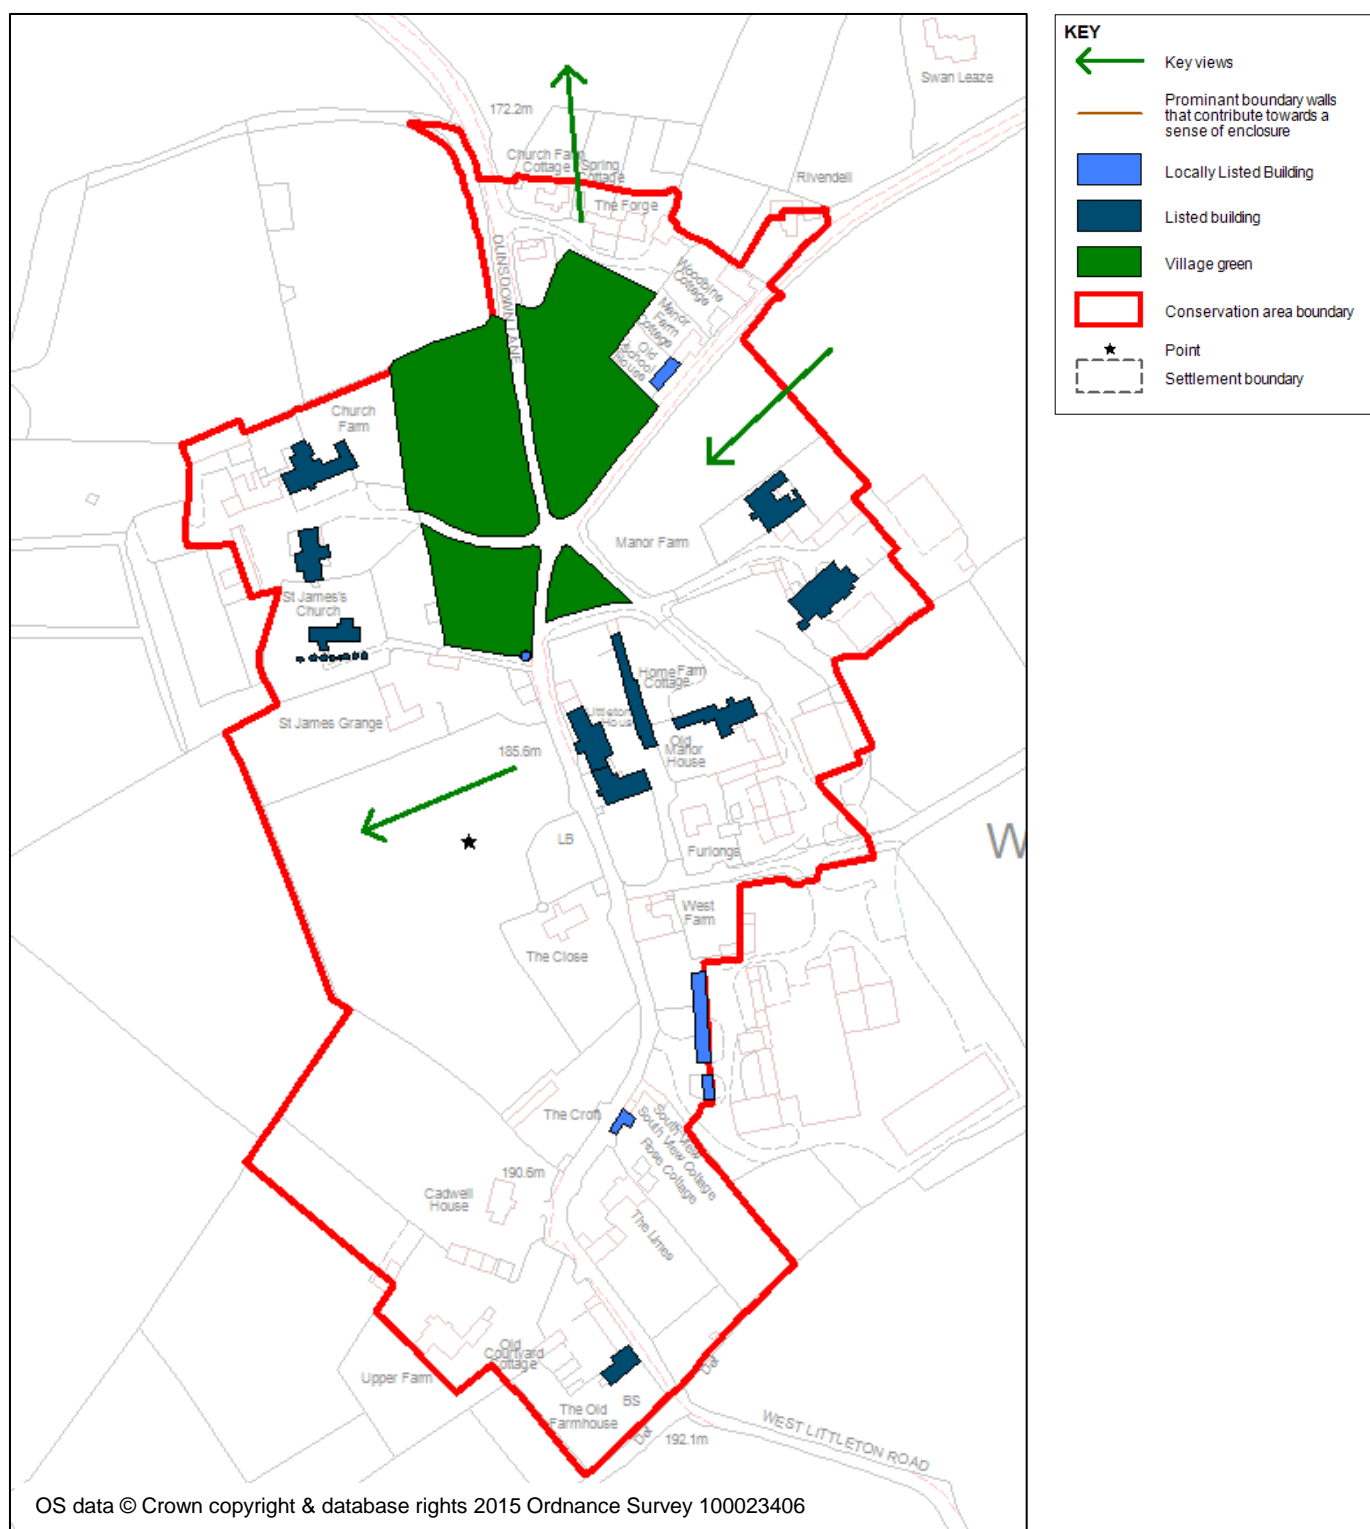 KEY
Key views
Prominant boundary walls
that contribute towards a
sense of enclosure
Locally Listed Building
Listed building
Village green
Conservation area boundary
Point
Settlement boundary
Swan Leaze
172.2m
Church Farm
Cottage
Spring
Cottage
The Forge
Rivendell
DUNSDOWN LANE
Woodbine
Cottage
Manor
Farm
Cottage
Old
School
House
Church
Farm
Manor Farm
St James's
Church
Home Farm
Cottage
Littleton
House
Old
Manor
House
St James Grange
185.6m
LB
Furlongs
W
West
Farm
The Close
The Croft
South View
South View Cottage
Rose Cottage
190.6m
Cadwell
House
The Limes
Old
Courtyard
Cottage
Upper Farm
The Old
Farmhouse
BS
192.1m
WEST LITTLETON ROAD
OS data © Crown copyright & database rights 2015 Ordnance Survey 100023406